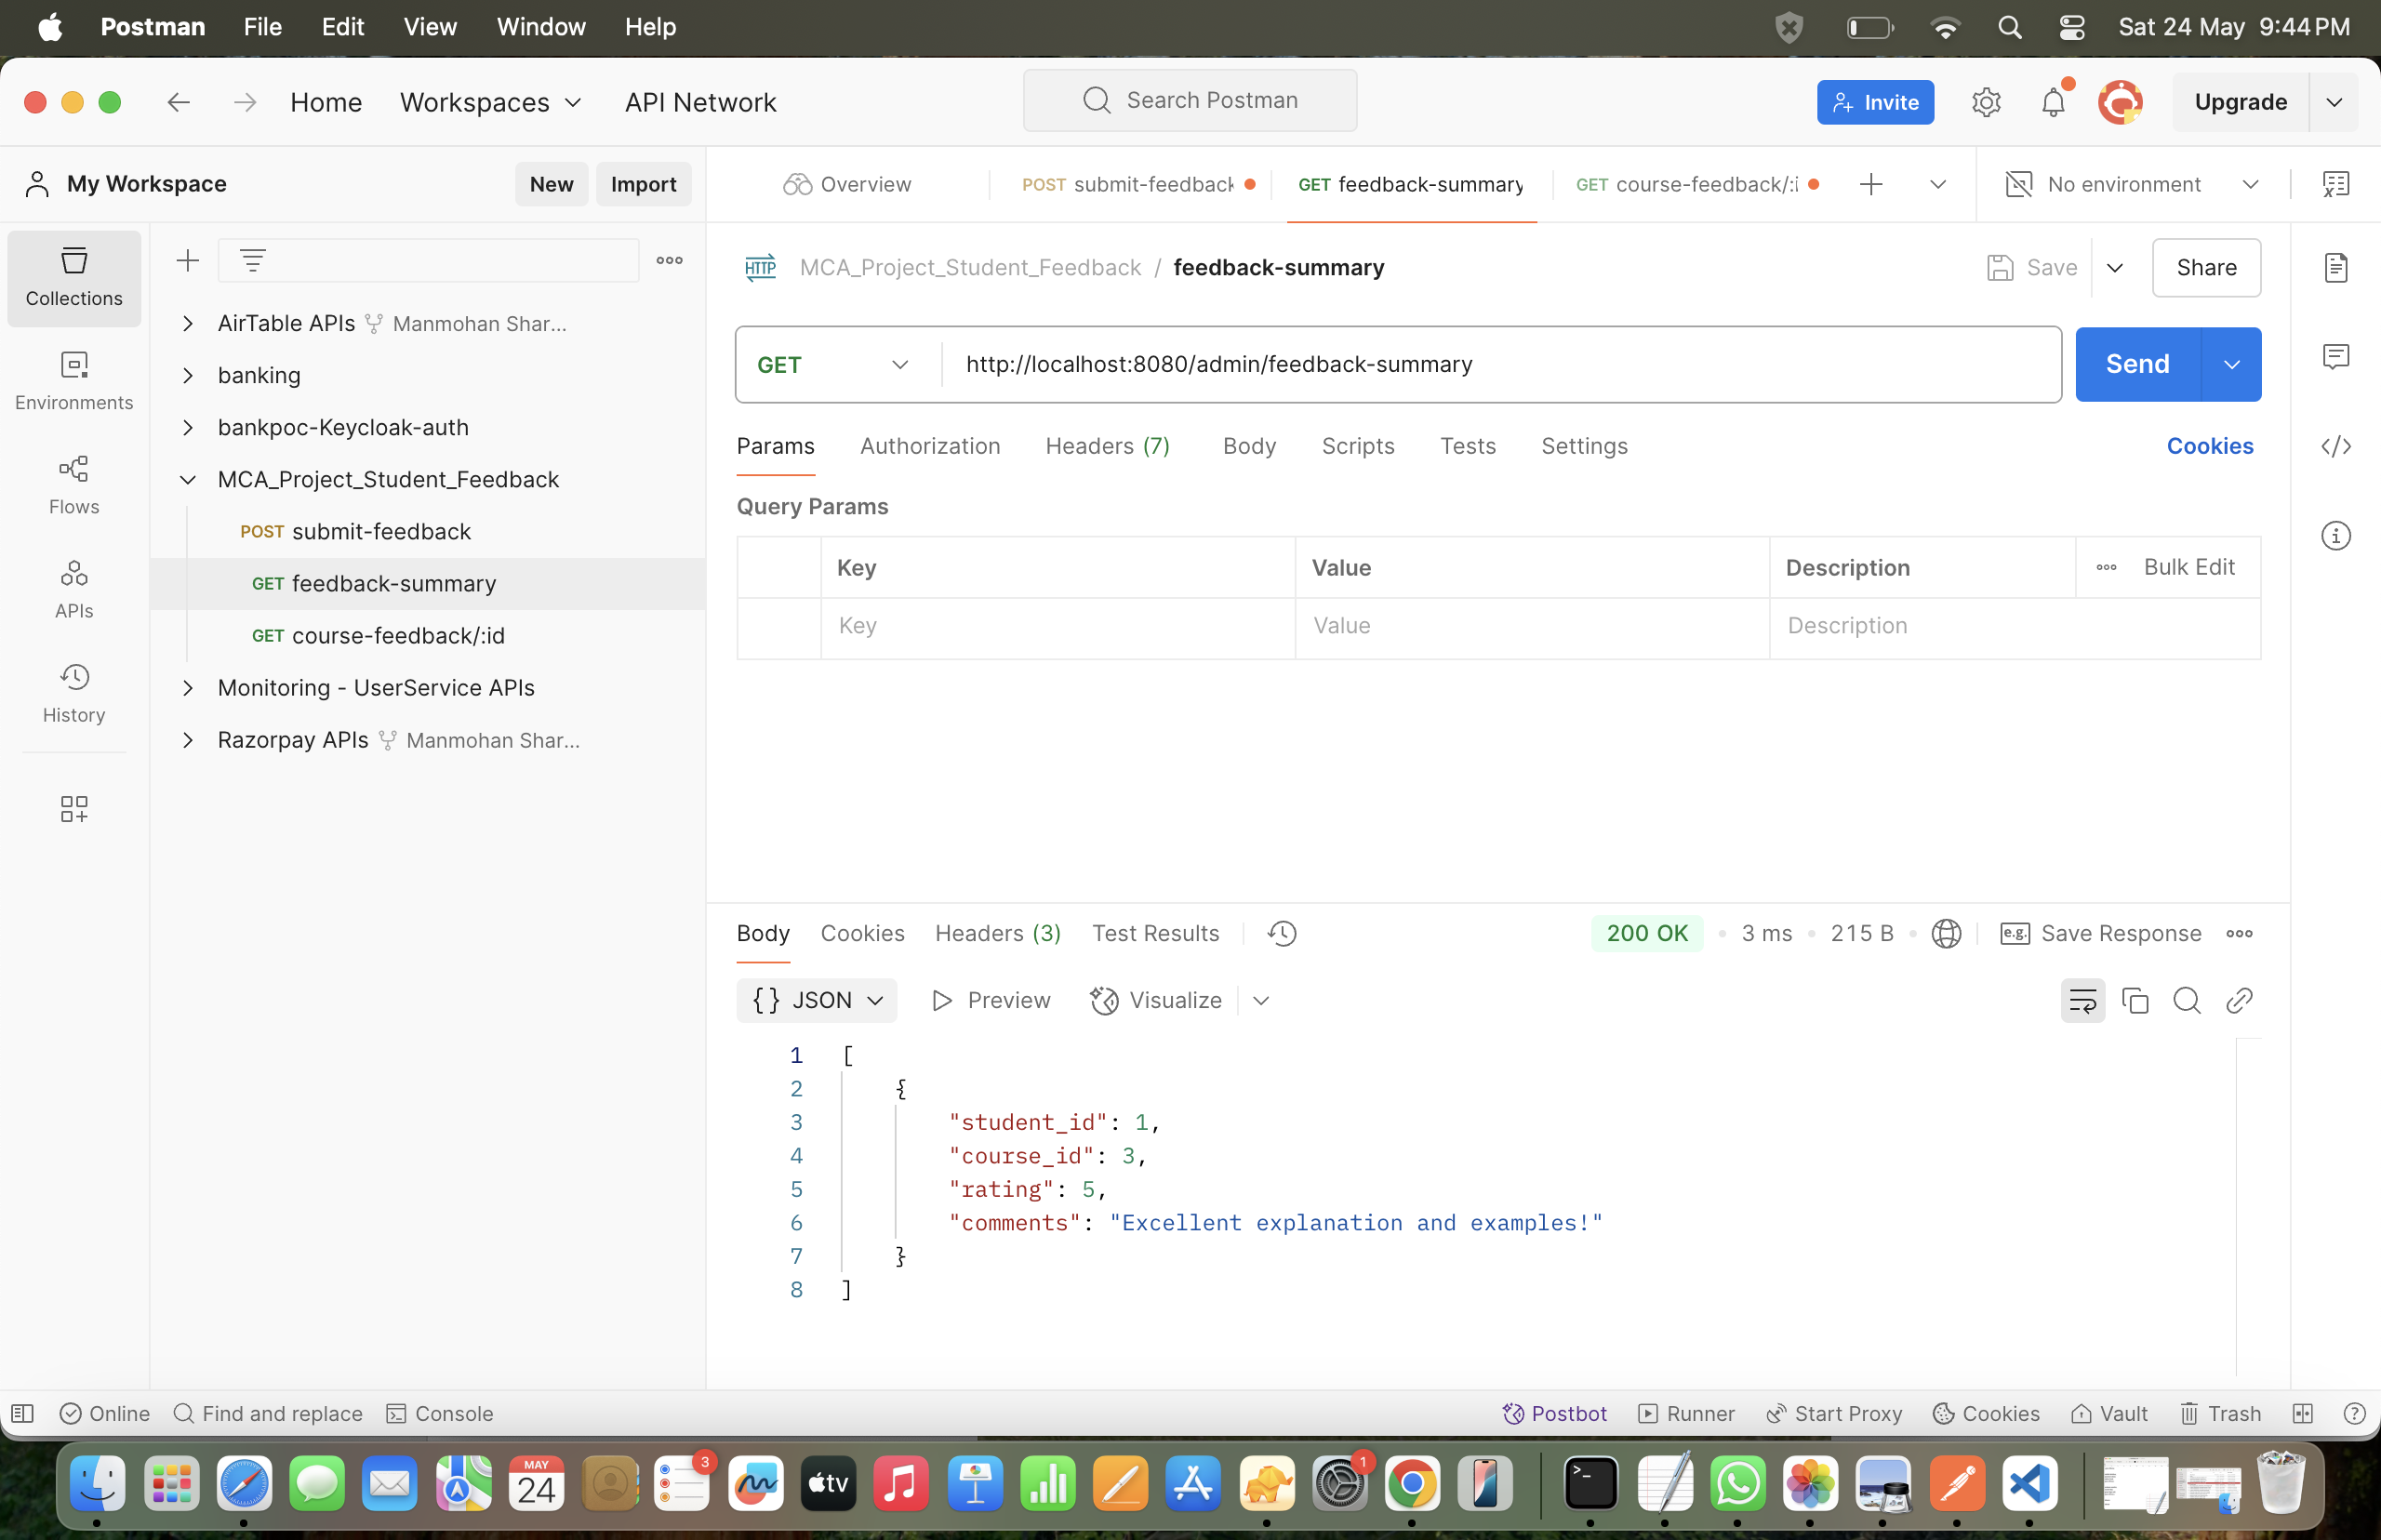 Postman File Edit View Window Help Sat 24 May 9:44 PM
Home Workspaces API Network Search Postman Invite Upgrade
My Workspace New Import Overview POST submit-feedback GET feedback-summary GET course-feedback/:i No environment
Collections
Environments
Flows
APIs
History
AirTable APIs Manmohan Shar...
banking
bankpoc-Keycloak-auth
MCA_Project_Student_Feedback
POST submit-feedback
GET feedback-summary
GET course-feedback/:id
Monitoring - UserService APIs
Razorpay APIs Manmohan Shar...
HTTP MCA_Project_Student_Feedback / feedback-summary Save Share
GET http://localhost:8080/admin/feedback-summary Send
Params Authorization Headers (7) Body Scripts Tests Settings Cookies
Query Params
Key Value Description Bulk Edit
Key Value Description
Body Cookies Headers (3) Test Results 200 OK 3 ms 215 B e.g. Save Response
{} JSON Preview Visualize
1 [
2 {
3 "student_id": 1,
4 "course_id": 3,
5 "rating": 5,
6 "comments": "Excellent explanation and examples!"
7 }
8 ]
Online Find and replace Console Postbot Runner Start Proxy Cookies Vault Trash
MAY
24
3
tv
1